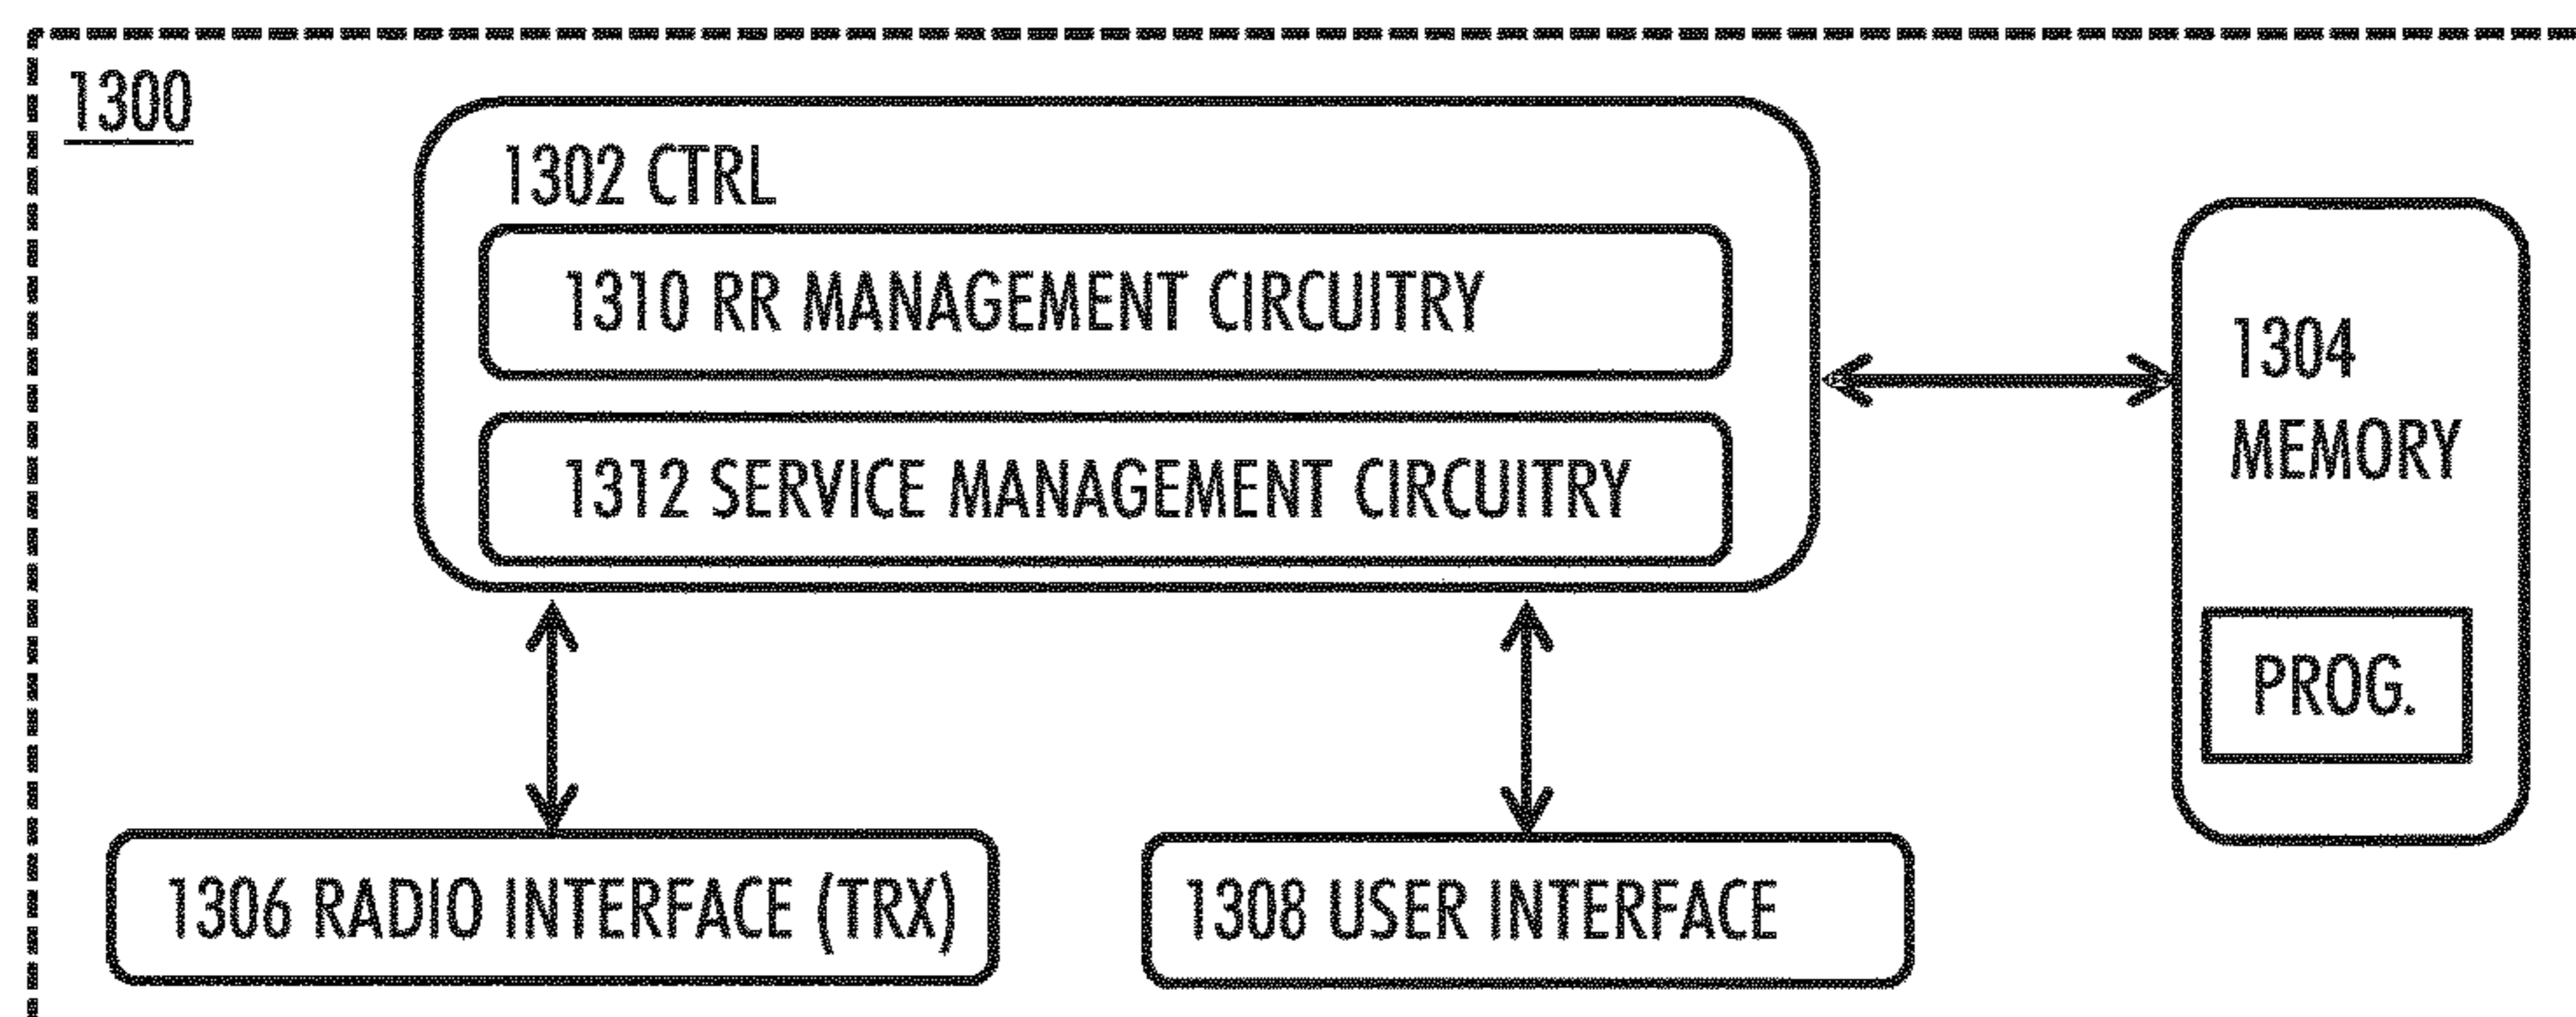 1300
1302 CTRL
1310 RR MANAGEMENT CIRCUITRY
1312 SERVICE MANAGEMENT CIRCUITRY
1304
MEMORY
PROG.
1306 RADIO INTERFACE (TRX)
1308 USER INTERFACE